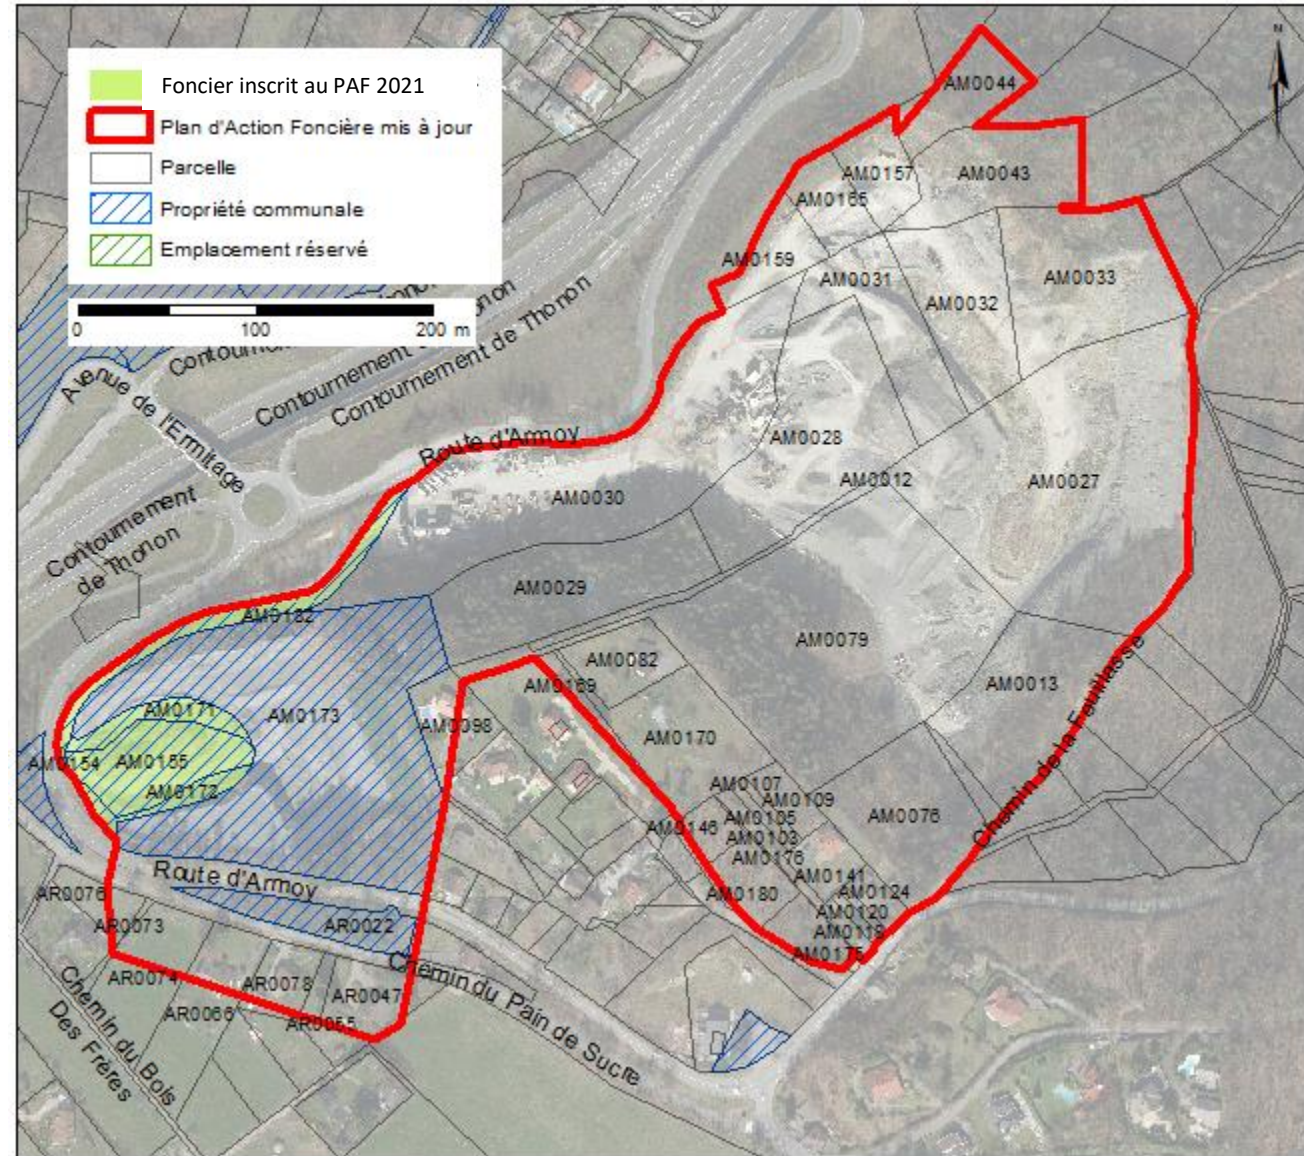 N
Foncier inscrit au PAF 2021
Plan d'Action Foncière mis à jour
Parcelle
Propriété communale
Emplacement réservé
0 100 200 m
AM0044
AM0157
AM0043
AM0165
AM0159
AM0031
AM0033
AM0032
Contournement de Thonon
Contournement de Thonon
Avenue de l'Ermitage
Route d'Armoy
AM0028
AM0012
AM0027
AM0030
Contournement
de Thonon
AM0029
AM0182
AM0079
AM0082
AM0169
AM0013
Chemin de la Feuillasse
AM0171
AM0173
AM0098
AM0170
AM0154
AM0155
AM0172
AM0107
AM0109
AM0105
AM0146
AM0103
AM0076
AM0176
Route d'Armoy
AM0141
AM0180
AM0124
AR0076
AM0120
AR0073
AR0022
AM0119
AM0175
Chemin du Pain de Sucre
AR0074
AR0078
AR0047
AR0066
AR0055
Chemin du Bois
Des Frères